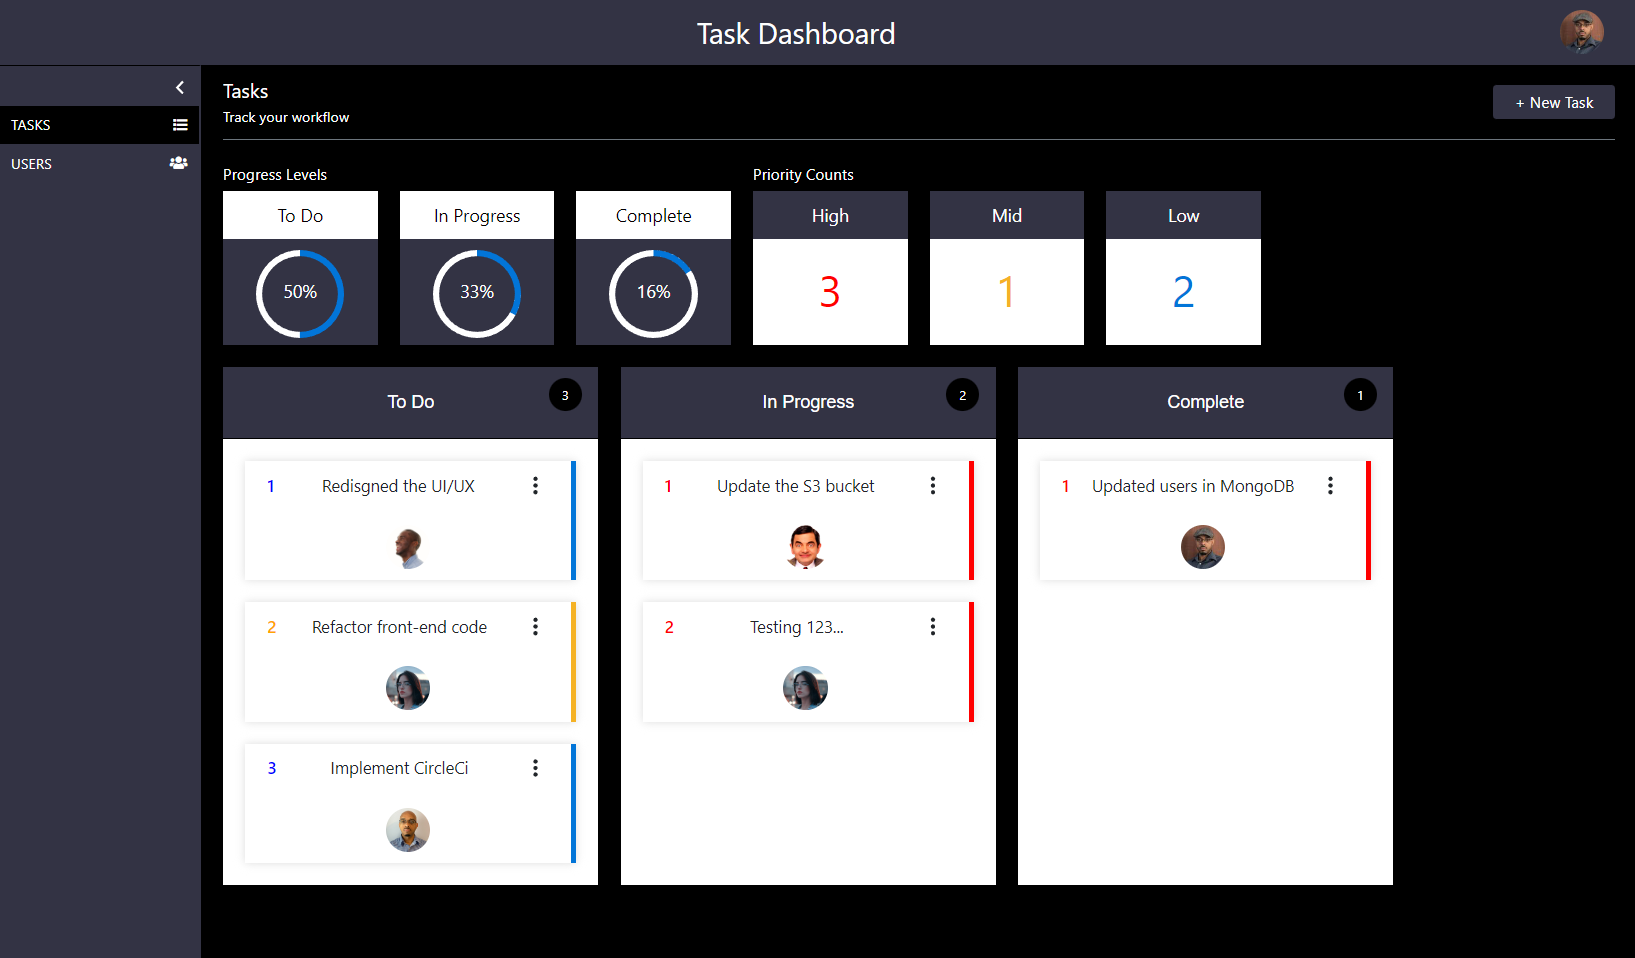 Task Dashboard
TASKS
USERS
Tasks
Track your workflow
+ New Task
Progress Levels
To Do
50%
In Progress
33%
Complete
16%
Priority Counts
High
3
Mid
1
Low
2
To Do
3
1 Redisgned the UI/UX
2 Refactor front-end code
3 Implement CircleCi
In Progress
2
1 Update the S3 bucket
2 Testing 123...
Complete
1
1 Updated users in MongoDB